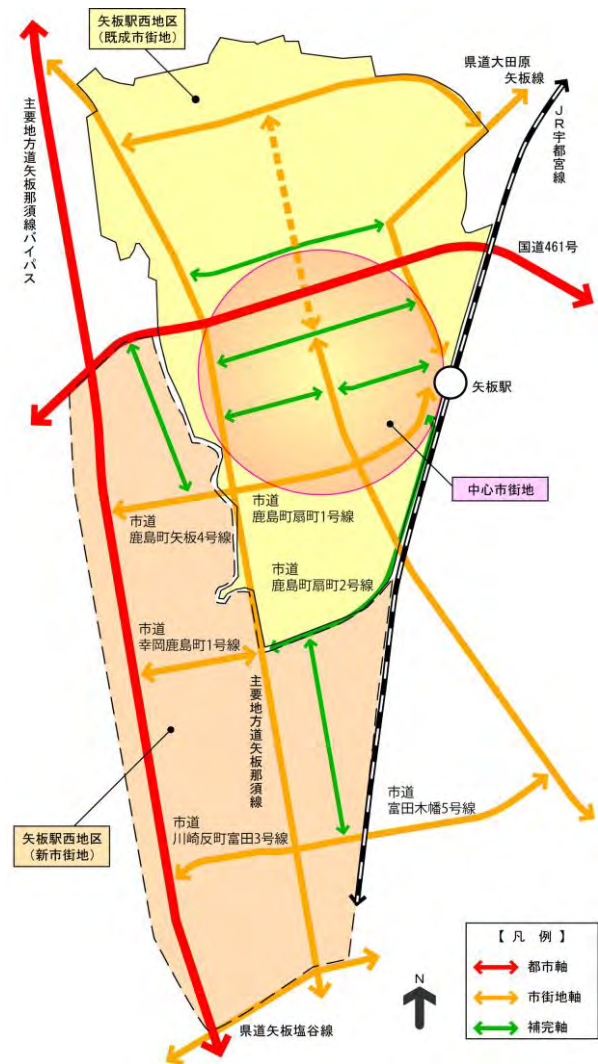 矢板駅西地区
（既成市街地）
県道大田原
矢板線
JR宇都宮線
主要地方道矢板那須線バイパス
国道461号
矢板駅
中心市街地
市道
鹿島町扇町1号線
市道
鹿島町矢板4号線
市道
鹿島町扇町2号線
市道
幸岡鹿島町1号線
主要地方道矢板那須線
市道
富田木幡5号線
矢板駅西地区
（新市街地）
市道
川崎反町富田3号線
【 凡 例 】
都市軸
市街地軸
補完軸
N
県道矢板塩谷線